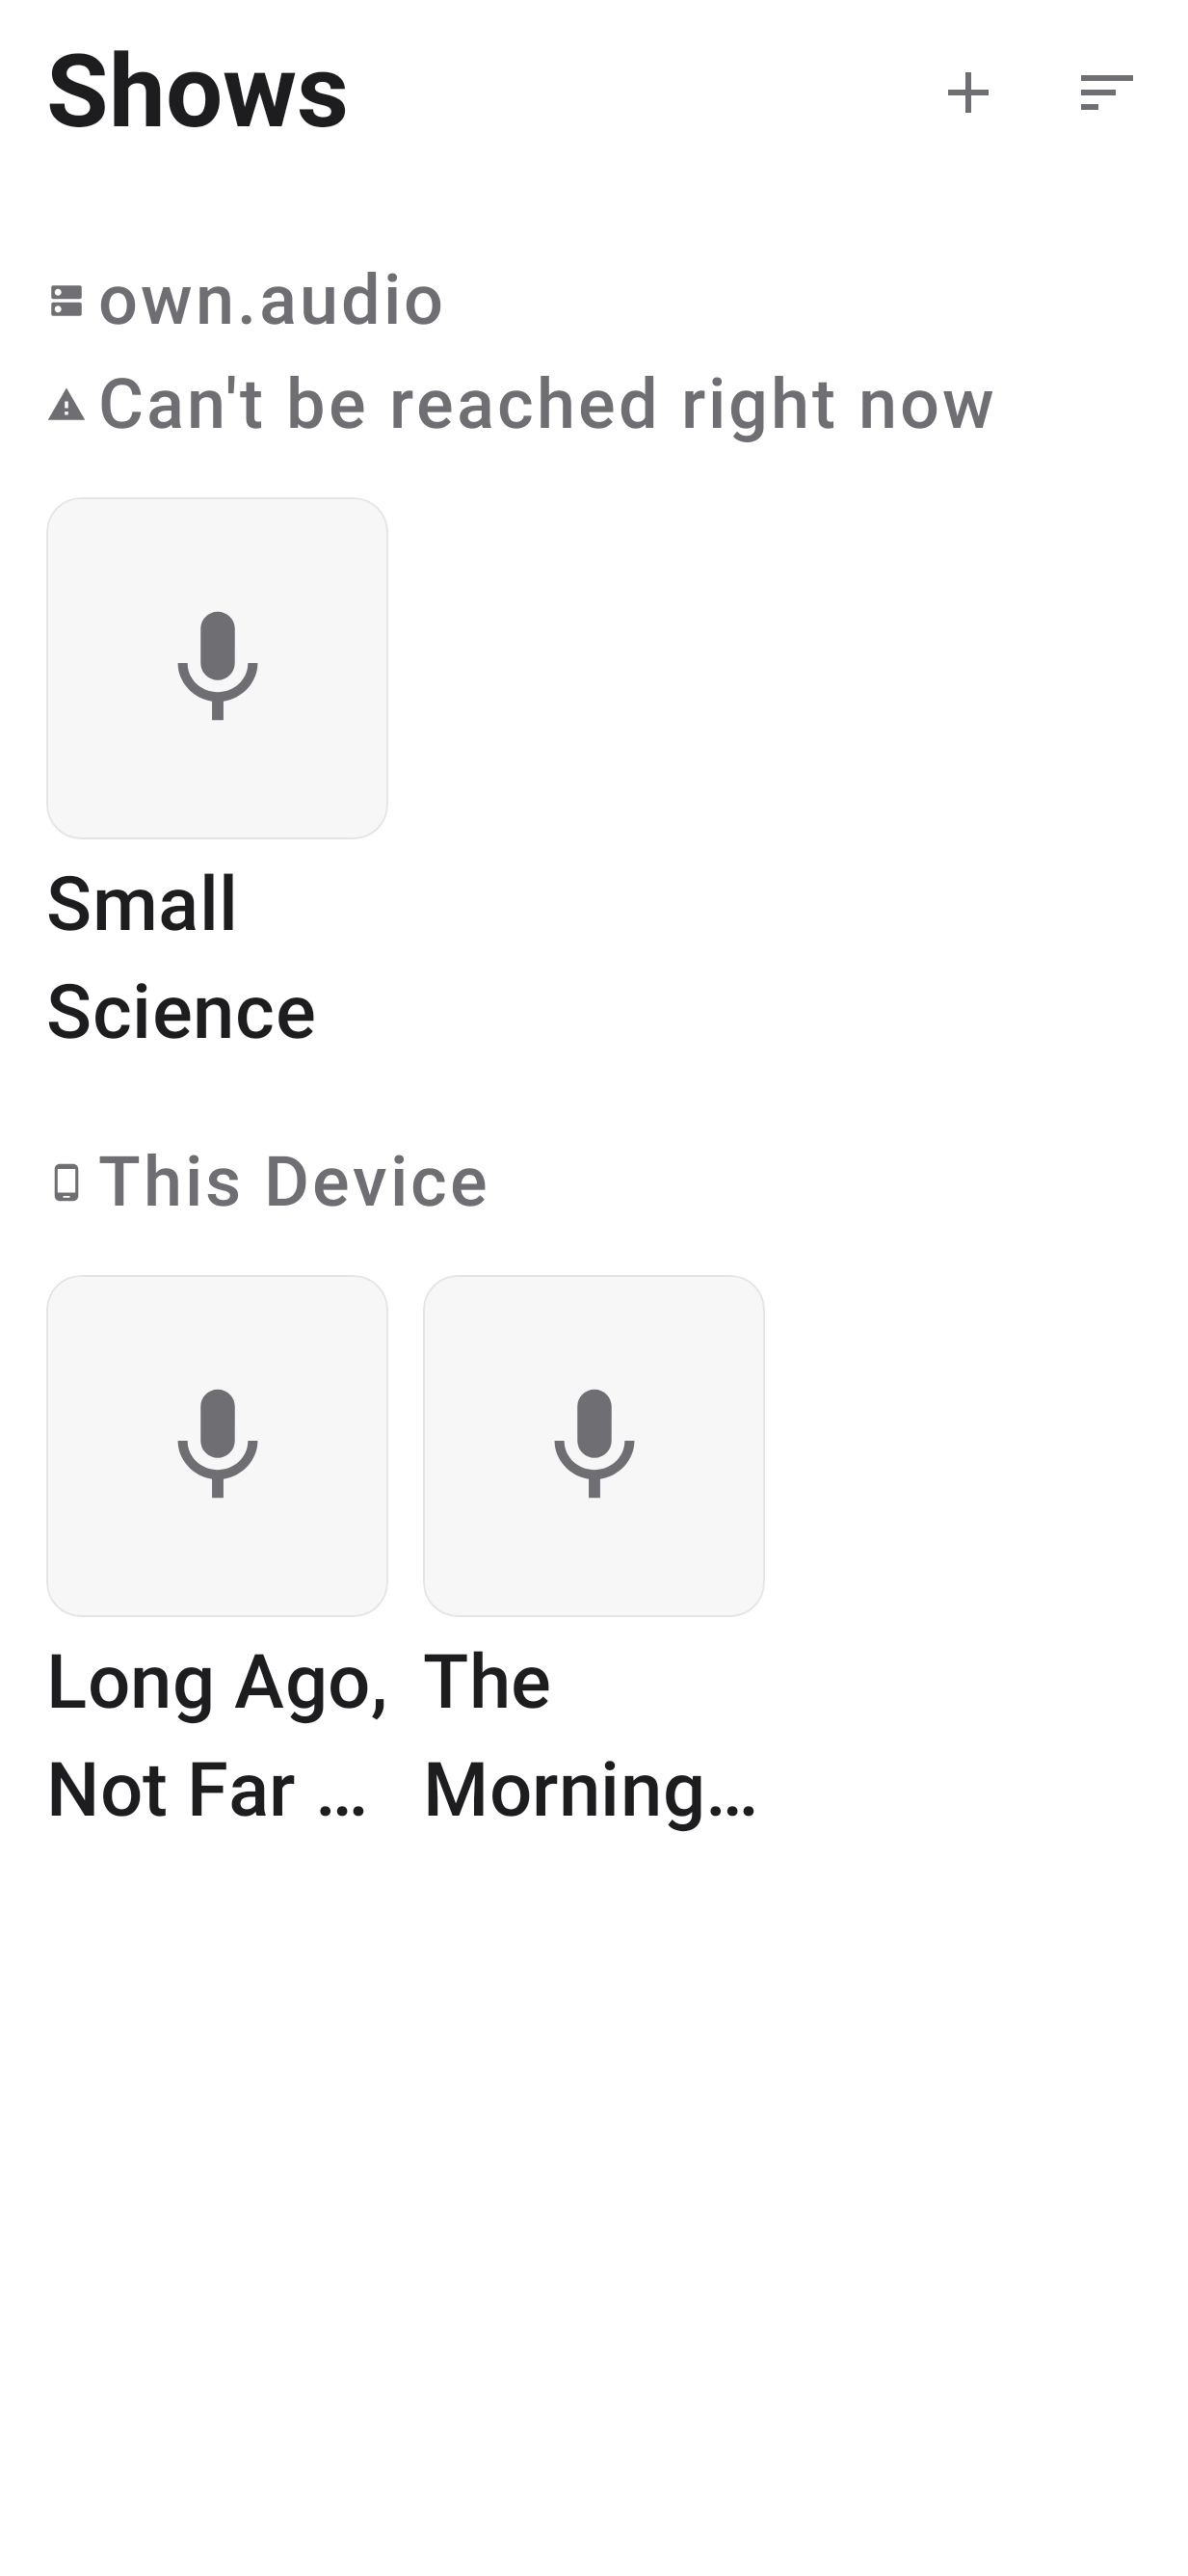 Shows
own.audio
Can't be reached right now
Small
Science
This Device
Long Ago,
Not Far …
The
Morning…